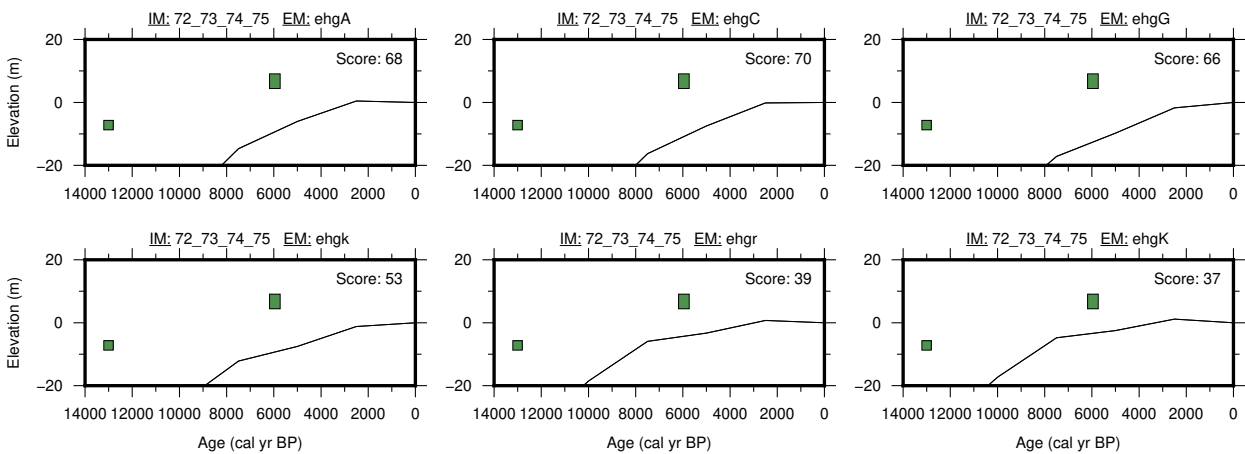 IM: 72_73_74_75 EM: ehgA
IM: 72_73_74_75 EM: ehgC
IM: 72_73_74_75 EM: ehgG
20
0
−20
Elevation (m)
Score: 68
14000 12000 10000 8000 6000 4000 2000 0
20
0
−20
Score: 70
14000 12000 10000 8000 6000 4000 2000 0
20
0
−20
Score: 66
14000 12000 10000 8000 6000 4000 2000 0
IM: 72_73_74_75 EM: ehgk
IM: 72_73_74_75 EM: ehgr
IM: 72_73_74_75 EM: ehgK
20
0
−20
Elevation (m)
Score: 53
14000 12000 10000 8000 6000 4000 2000 0
Age (cal yr BP)
20
0
−20
Score: 39
14000 12000 10000 8000 6000 4000 2000 0
Age (cal yr BP)
20
0
−20
Score: 37
14000 12000 10000 8000 6000 4000 2000 0
Age (cal yr BP)